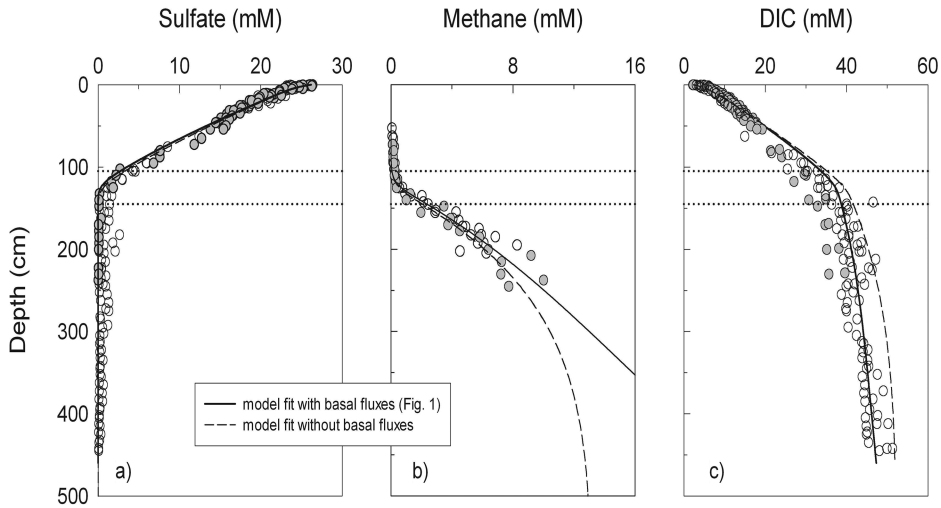 Sulfate (mM) Methane (mM) DIC (mM)
0 10 20 30 0 8 16 0 20 40 60
0
100
200
300
400
500
Depth (cm)
model fit with basal fluxes (Fig. 1)
model fit without basal fluxes
a) b) c)